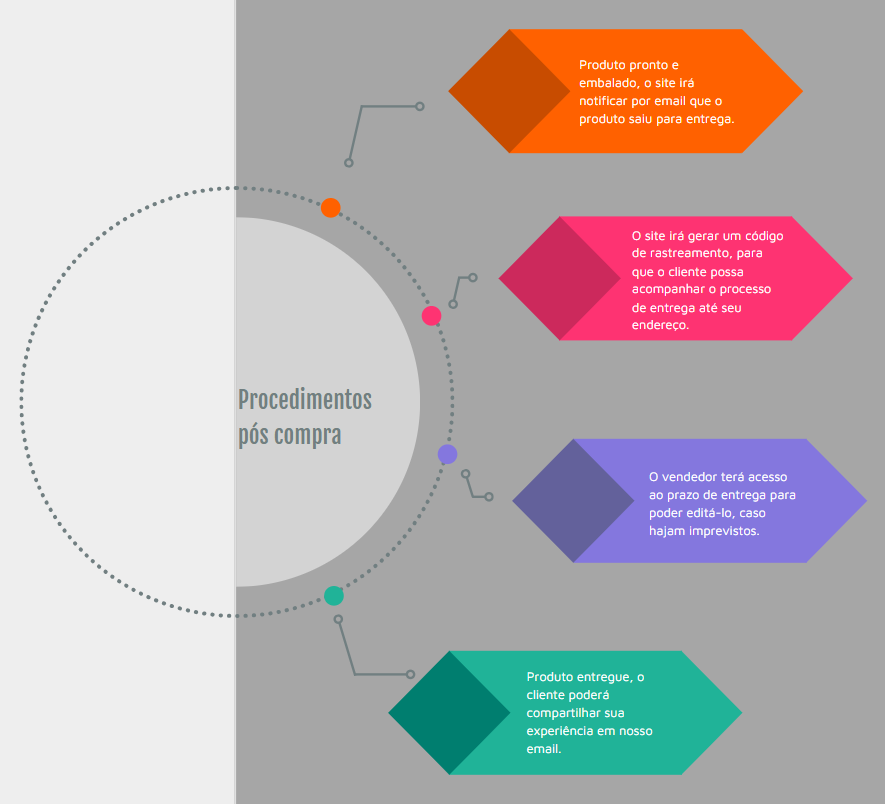 Produto pronto e
embalado, o site irá
notificar por email que o
produto saiu para entrega.
O site irá gerar um código
de rastreamento, para
que o cliente possa
acompanhar o processo
de entrega até seu
endereço.
Procedimentos
pós compra
O vendedor terá acesso
ao prazo de entrega para
poder editá-lo, caso
hajam imprevistos.
Produto entregue, o
cliente poderá
compartilhar sua
experiência em nosso
email.